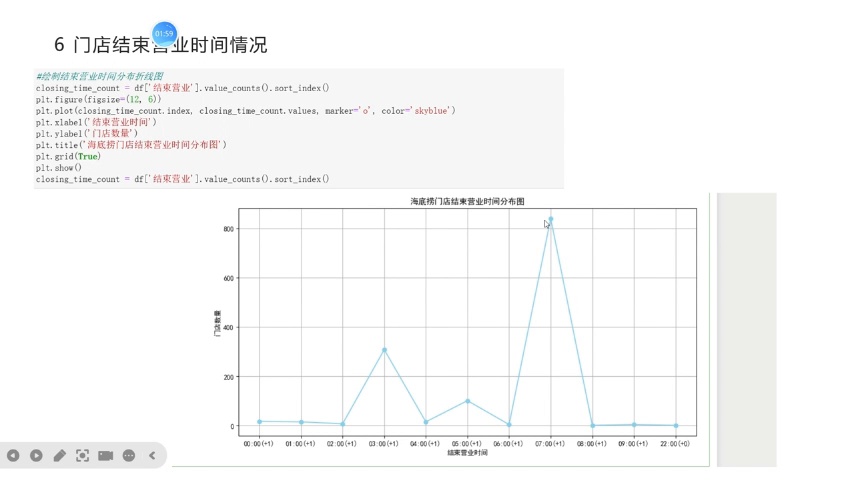 01:59
6 门店结束营业时间情况
#绘制结束营业时间分布折线图
closing_time_count = df['结束营业'].value_counts().sort_index()
plt.figure(figsize=(12, 6))
plt.plot(closing_time_count.index, closing_time_count.values, marker='o', color='skyblue')
plt.xlabel('结束营业时间')
plt.ylabel('门店数量')
plt.title('海底捞门店结束营业时间分布图')
plt.grid(True)
plt.show()
closing_time_count = df['结束营业'].value_counts().sort_index()
海底捞门店结束营业时间分布图
800
600
400
200
0
门店数量
00:00(+1) 01:00(+1) 02:00(+1) 03:00(+1) 04:00(+1) 05:00(+1) 06:00(+1) 07:00(+1) 08:00(+1) 09:00(+1) 22:00(+0)
结束营业时间